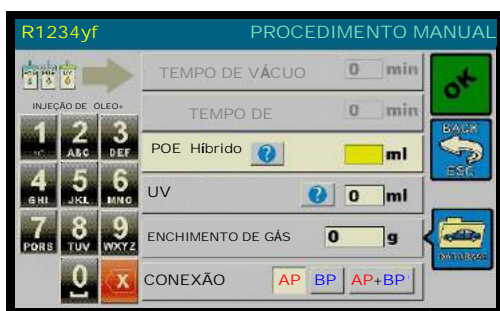 R1234yf PROCEDIMENTO MANUAL
TEMPO DE VÁCUO 0 min
INJEÇÃO DE ÓLEO+
TEMPO DE 0 min
POE Híbrido ? ml
UV ? 0 ml
ENCHIMENTO DE GÁS 0 g
CONEXÃO AP BP AP+BP
1
2 ABC
3 DEF
4 GHI
5 JKL
6 MNO
7 PQRS
8 TUV
9 WXYZ
0
X
OK
BACK
ESC
DATABASE